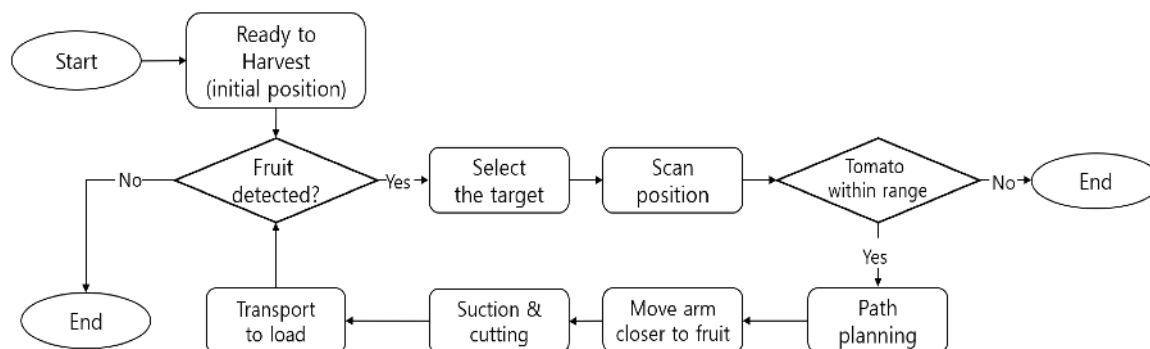 Start
Ready to
Harvest
(initial position)
Fruit
detected?
No
Yes
Select
the target
Scan
position
Tomato
within range
No
End
Yes
End
Transport
to load
Suction &
cutting
Move arm
closer to fruit
Path
planning